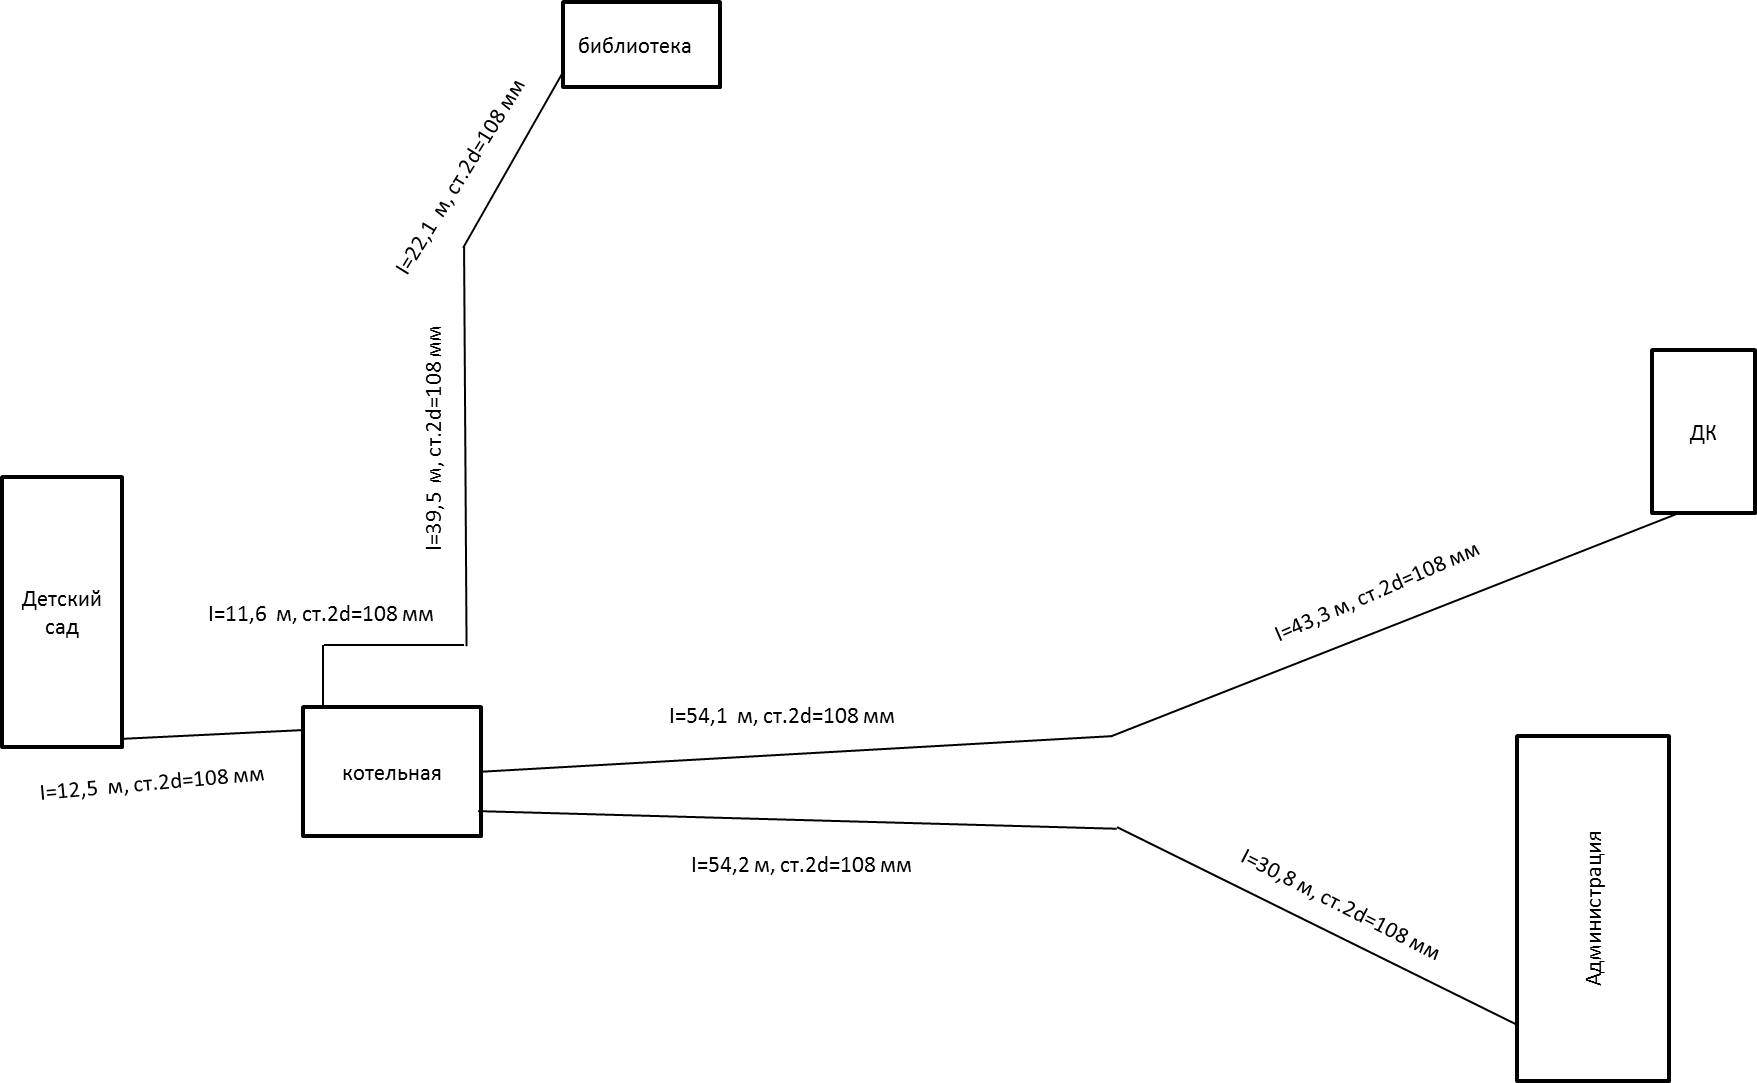 библиотека
l=22,1 м, ст.2d=108 мм
l=39,5 м, ст.2d=108 мм
ДК
Детский
сад
l=11,6 м, ст.2d=108 мм
l=43,3 м, ст.2d=108 мм
l=54,1 м, ст.2d=108 мм
котельная
l=12,5 м, ст.2d=108 мм
l=54,2 м, ст.2d=108 мм
l=30,8 м, ст.2d=108 мм
Администрация